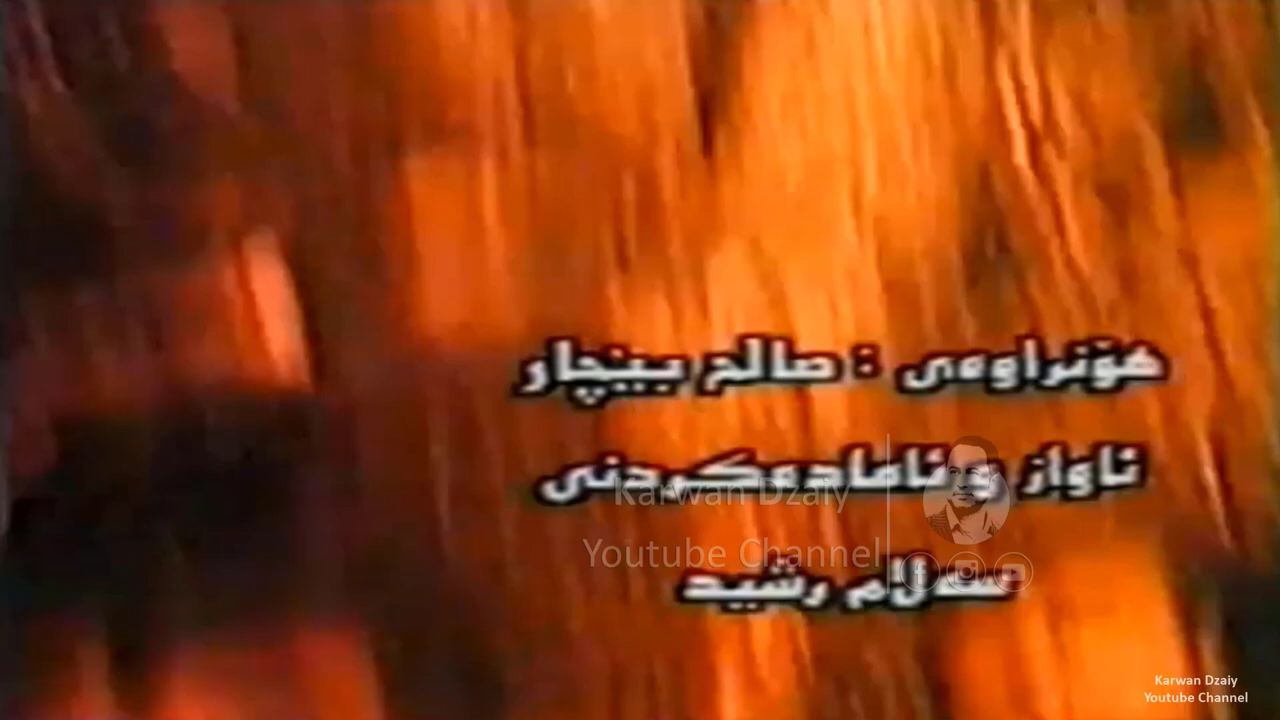 هۆنراوەی : صالح بێچار
ئاواز و ئامادەکردنی
سەلام رشید
Karwan Dzaiy
Youtube Channel
Karwan Dzaiy
Youtube Channel